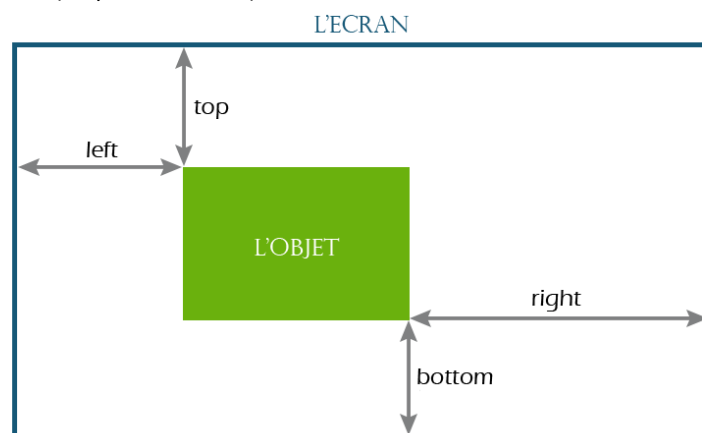 L'ECRAN
top
left
L'OBJET
right
bottom